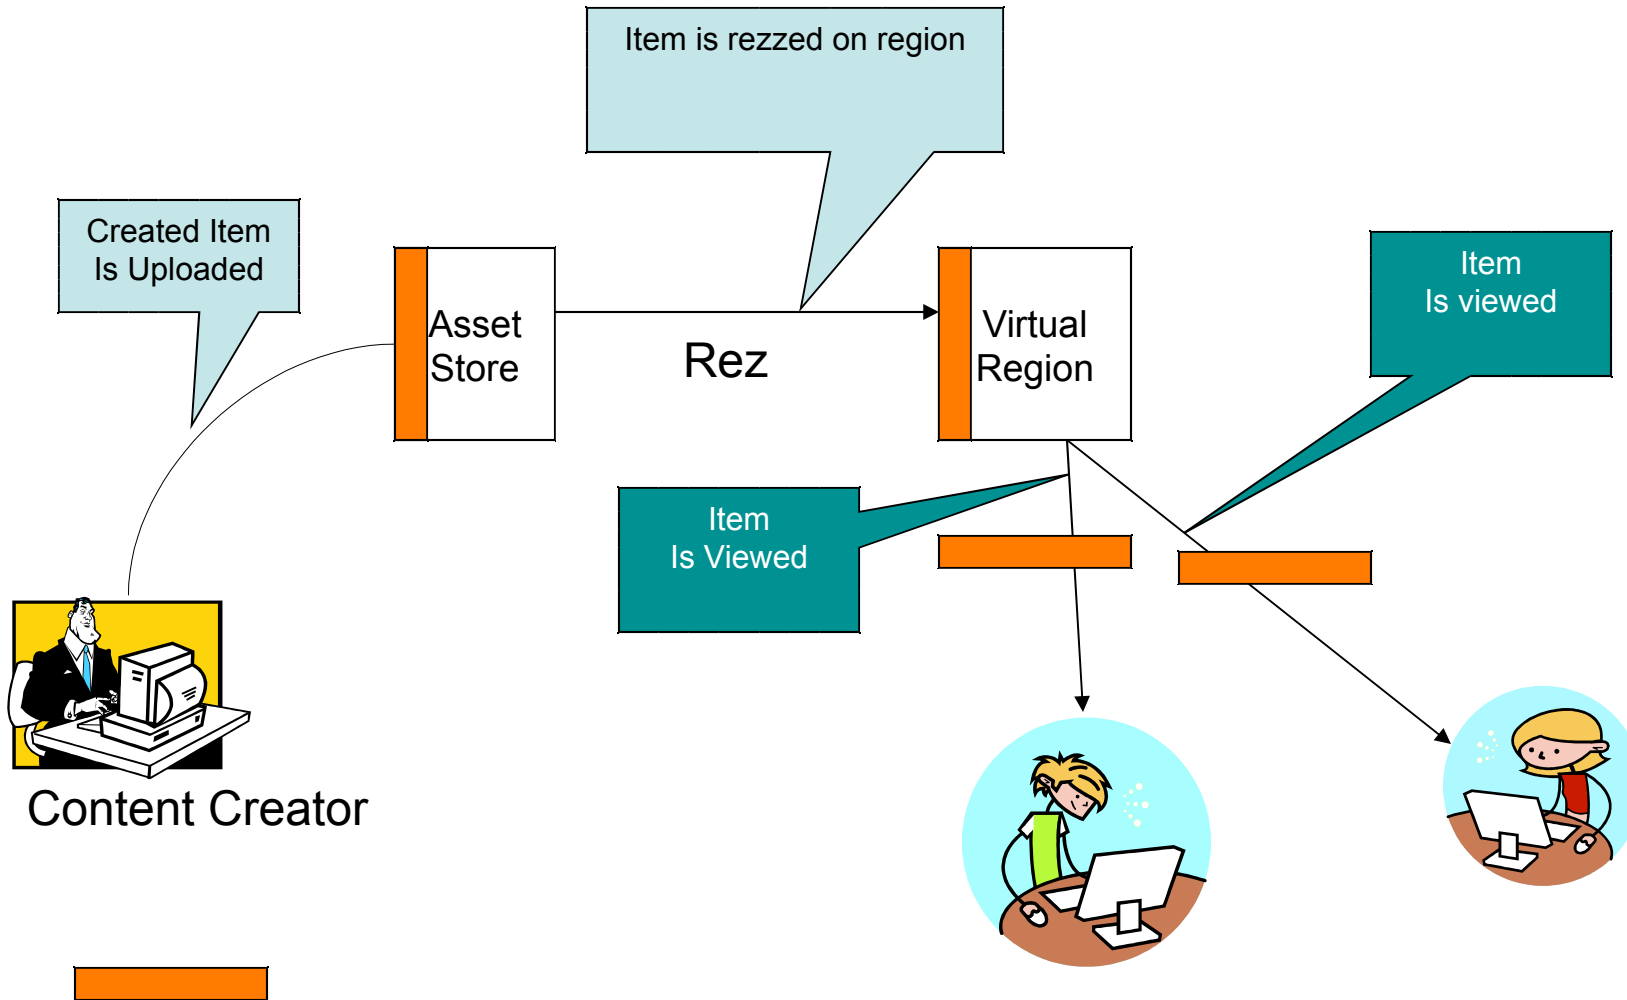 Item is rezzed on region
Created Item
Is Uploaded
Asset
Store
Rez
Virtual
Region
Item
Is viewed
Item
Is Viewed
Content Creator